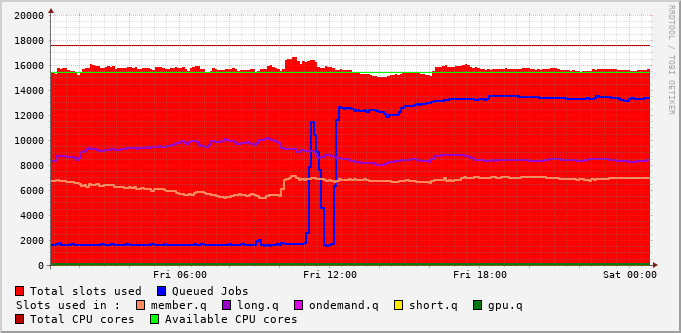 20000
18000
16000
14000
12000
10000
8000
6000
4000
2000
0
Fri 06:00 Fri 12:00 Fri 18:00 Sat 00:00
RRDTOOL / TOBI OETIKER
Total slots used Queued Jobs
Slots used in : member.q long.q ondemand.q short.q gpu.q
Total CPU cores Available CPU cores